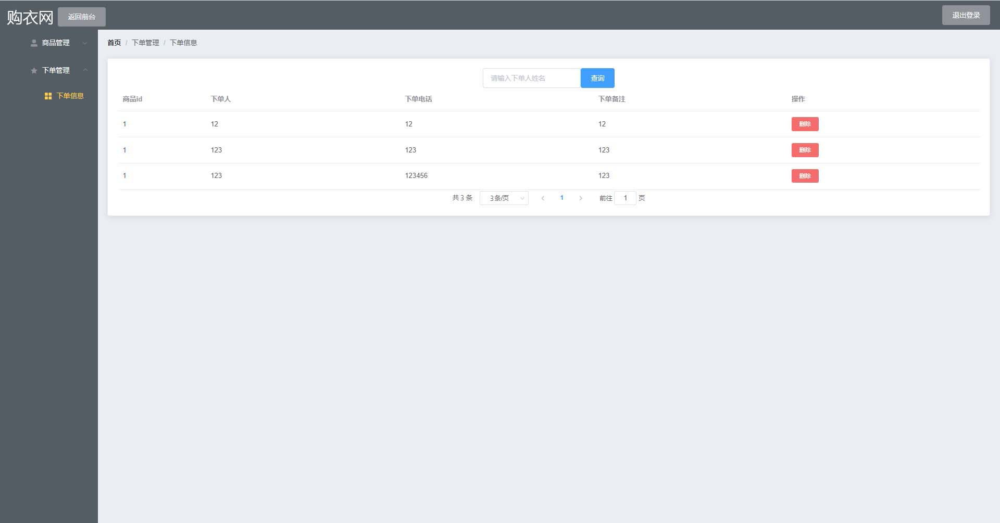 购衣网 返回前台 退出登录
商品管理
下单管理
下单信息
首页 / 下单管理 / 下单信息
请输入下单人姓名 查询
商品id 下单人 下单电话 下单备注 操作
1 12 12 12 删除
1 123 123 123 删除
1 123 123456 123 删除
共 3 条 3条/页 1 前往 1 页